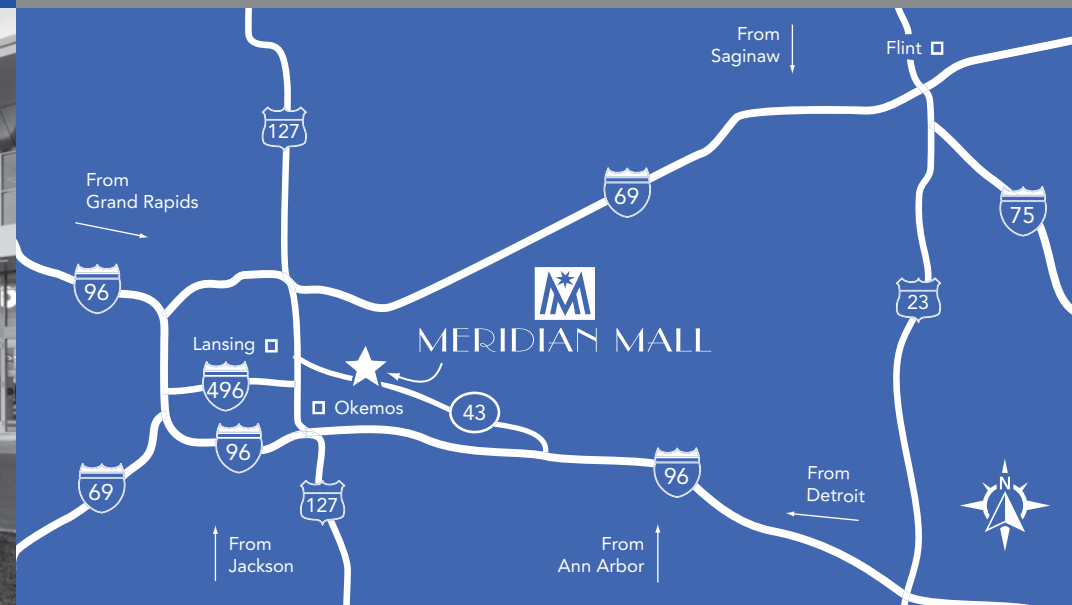 From
Saginaw
Flint
127
From
Grand Rapids
69
75
96
23
MERIDIAN MALL
Lansing
496
Okemos
43
96
96
69
From
Detroit
N
127
From
Jackson
From
Ann Arbor